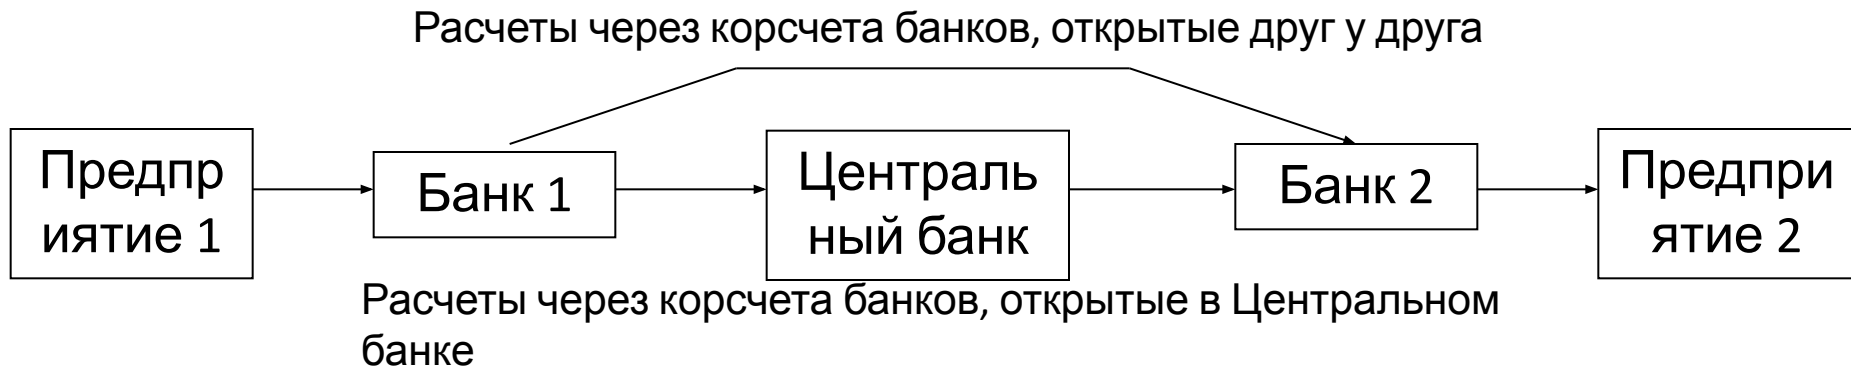 Расчеты через корсчета банков, открытые друг у друга
Предпр
иятие 1
Банк 1
Централь
ный банк
Банк 2
Предпри
ятие 2
Расчеты через корсчета банков, открытые в Центральном
банке